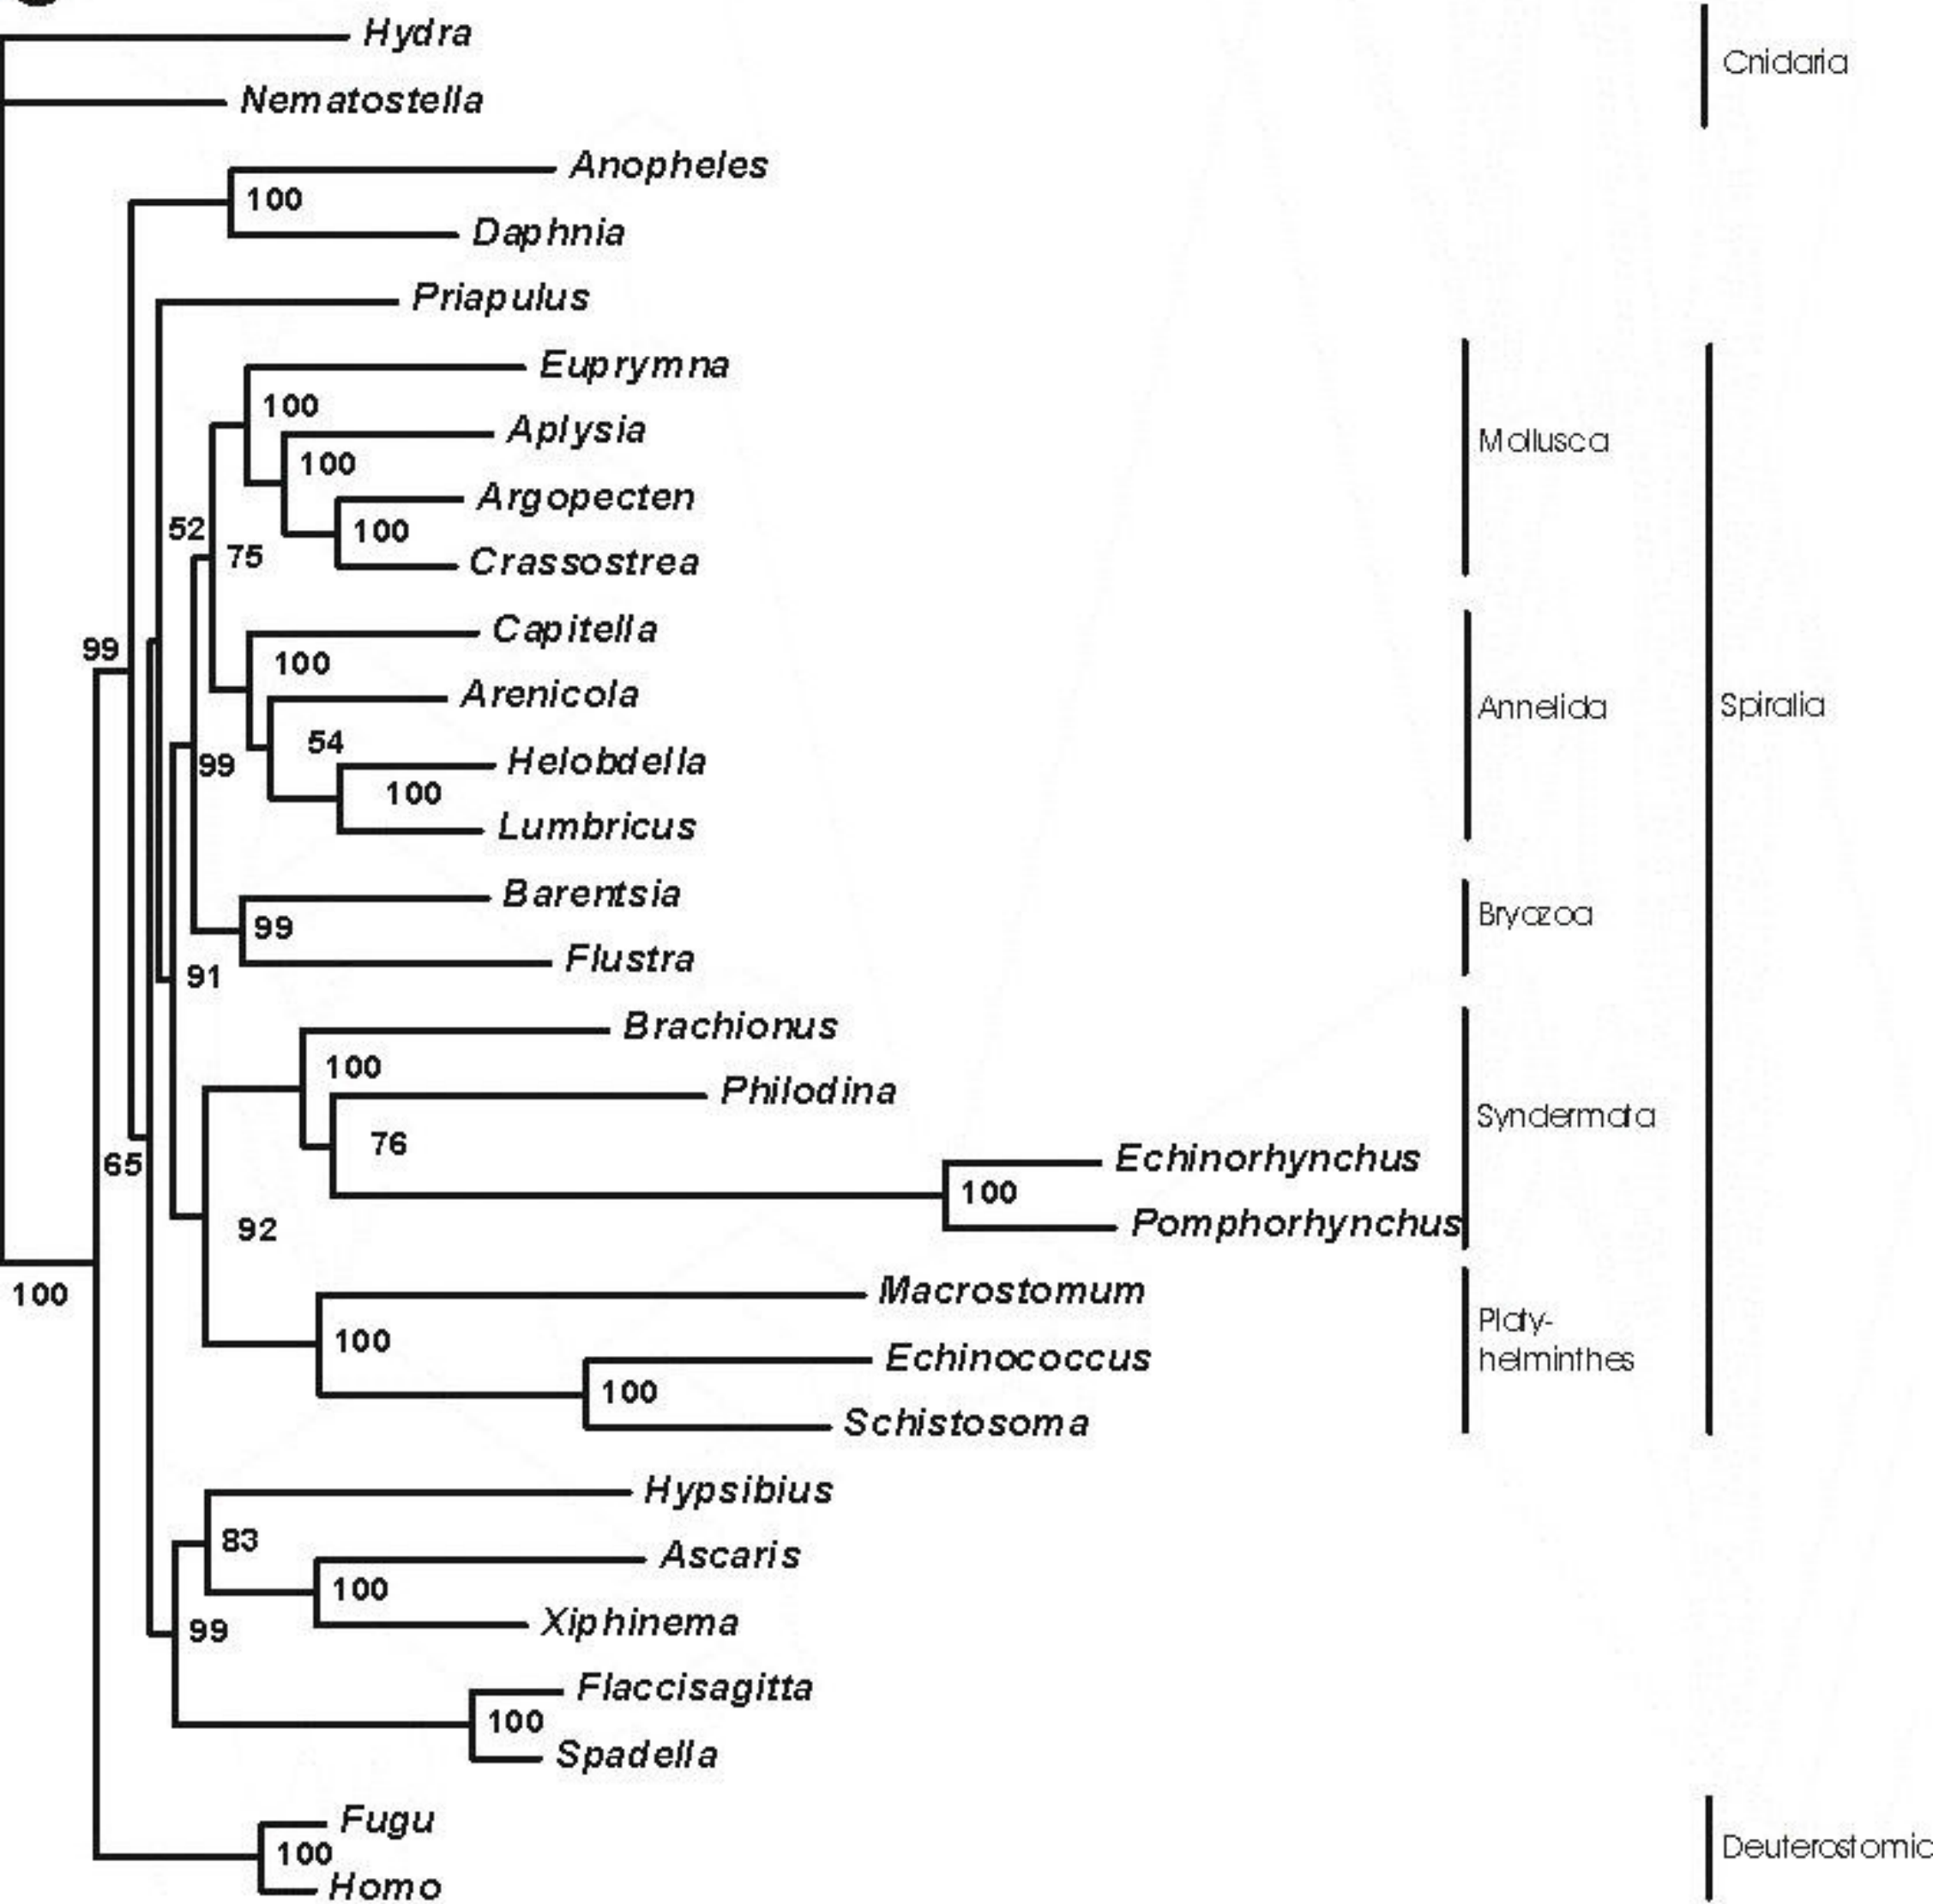 Hydra
Cnidaria
Nematostella
Anopheles
100
Daphnia
Priapulus
Euprymna
100
Aplysia
Mollusca
100
Argopecten
52
100
75
Crassostrea
Capitella
99
100
Arenicola
Annelida
Spiralia
54
Helobdella
99
100
Lumbricus
Barentsia
Bryozoa
99
Flustra
91
Brachionus
100
Philodina
Syndermata
76
Echinorhynchus
65
100
Pomphorhynchus
92
Macrostomum
100
Platy-
helminthes
100
Echinococcus
100
Schistosoma
Hypsibius
83
Ascaris
100
Xiphinema
99
Flaccisagitta
100
Spadella
Fugu
100
Deuterostomic
Homo